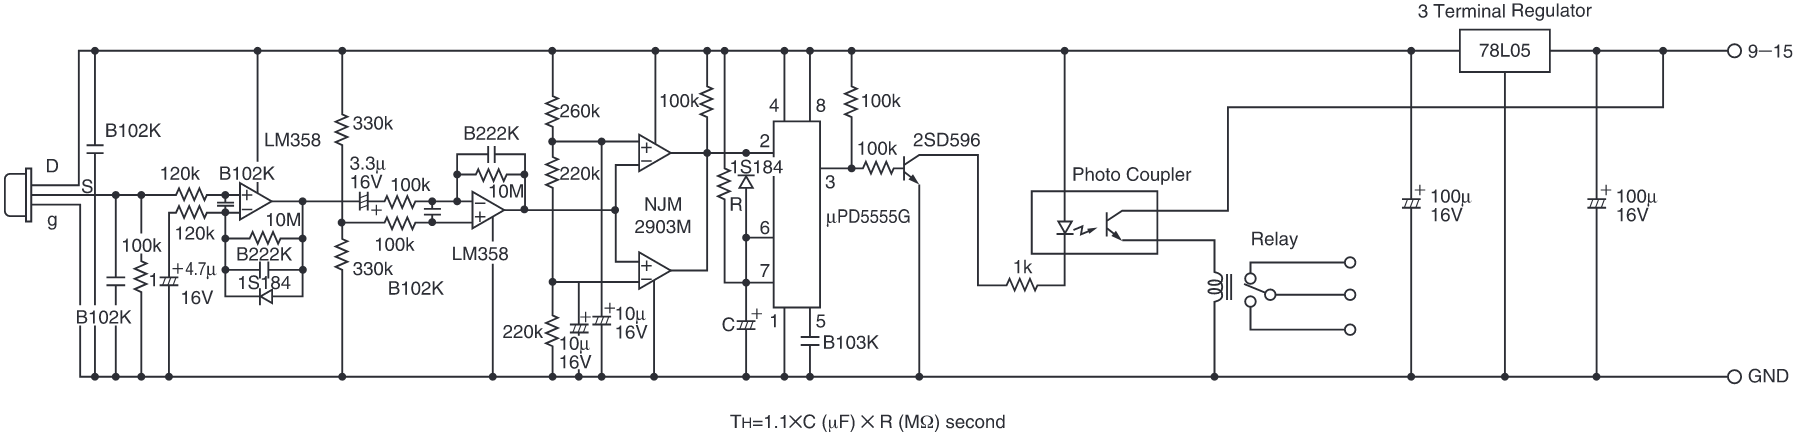 3 Terminal Regulator
78L05
9—15
D
S
g
B102K
B102K
120k
120k
100k
1
+4.7μ
16V
B102K
LM358
+
−
10M
B222K
1S184
330k
330k
3.3μ
16V
+
100k
100k
B102K
B222K
10M
−
+
LM358
260k
220k
220k
+
10μ
16V
+10μ
16V
+
−
NJM
2903M
+
−
100k
R
1S184
C
+
4
8
2
3
6
7
1
5
μPD5555G
B103K
100k
100k
2SD596
Photo Coupler
1k
Relay
+
100μ
16V
+
100μ
16V
GND
TH=1.1×C (μF) × R (MΩ) second